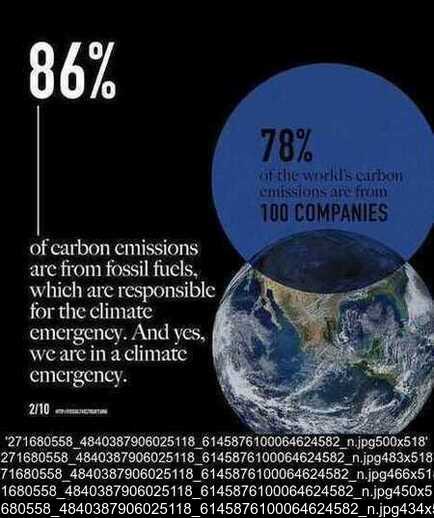 86%
78%
of the world's carbon
emissions are from
100 COMPANIES
of carbon emissions
are from fossil fuels,
which are responsible
for the climate
emergency. And yes,
we are in a climate
emergency.
2/10
'271680558_4840387906025118_6145876100064624582_n.jpg500x518'
271680558_4840387906025118_6145876100064624582_n.jpg483x518
71680558_4840387906025118_6145876100064624582_n.jpg466x51
1680558_4840387906025118_6145876100064624582_n.jpg450x5
680558_4840387906025118_6145876100064624582_n.jpg434x5